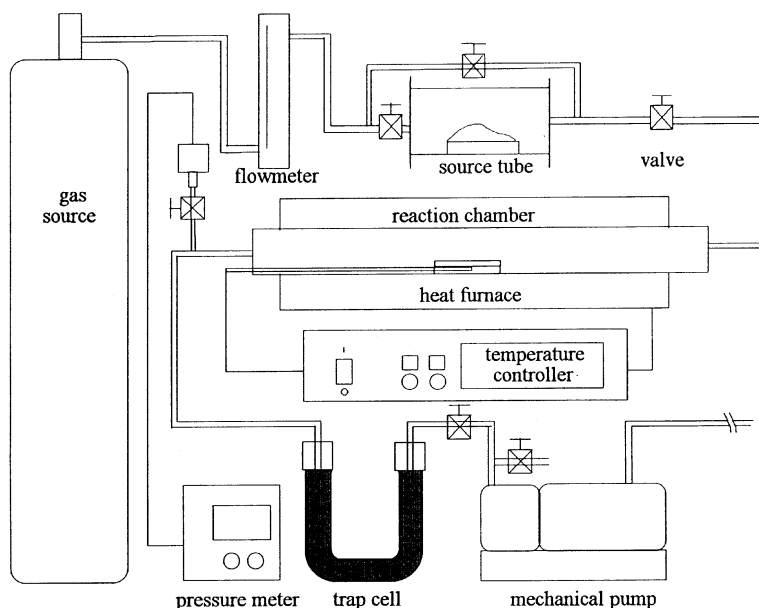 flowmeter
source tube
valve
gas
source
reaction chamber
heat furnace
temperature
controller
pressure meter
trap cell
mechanical pump